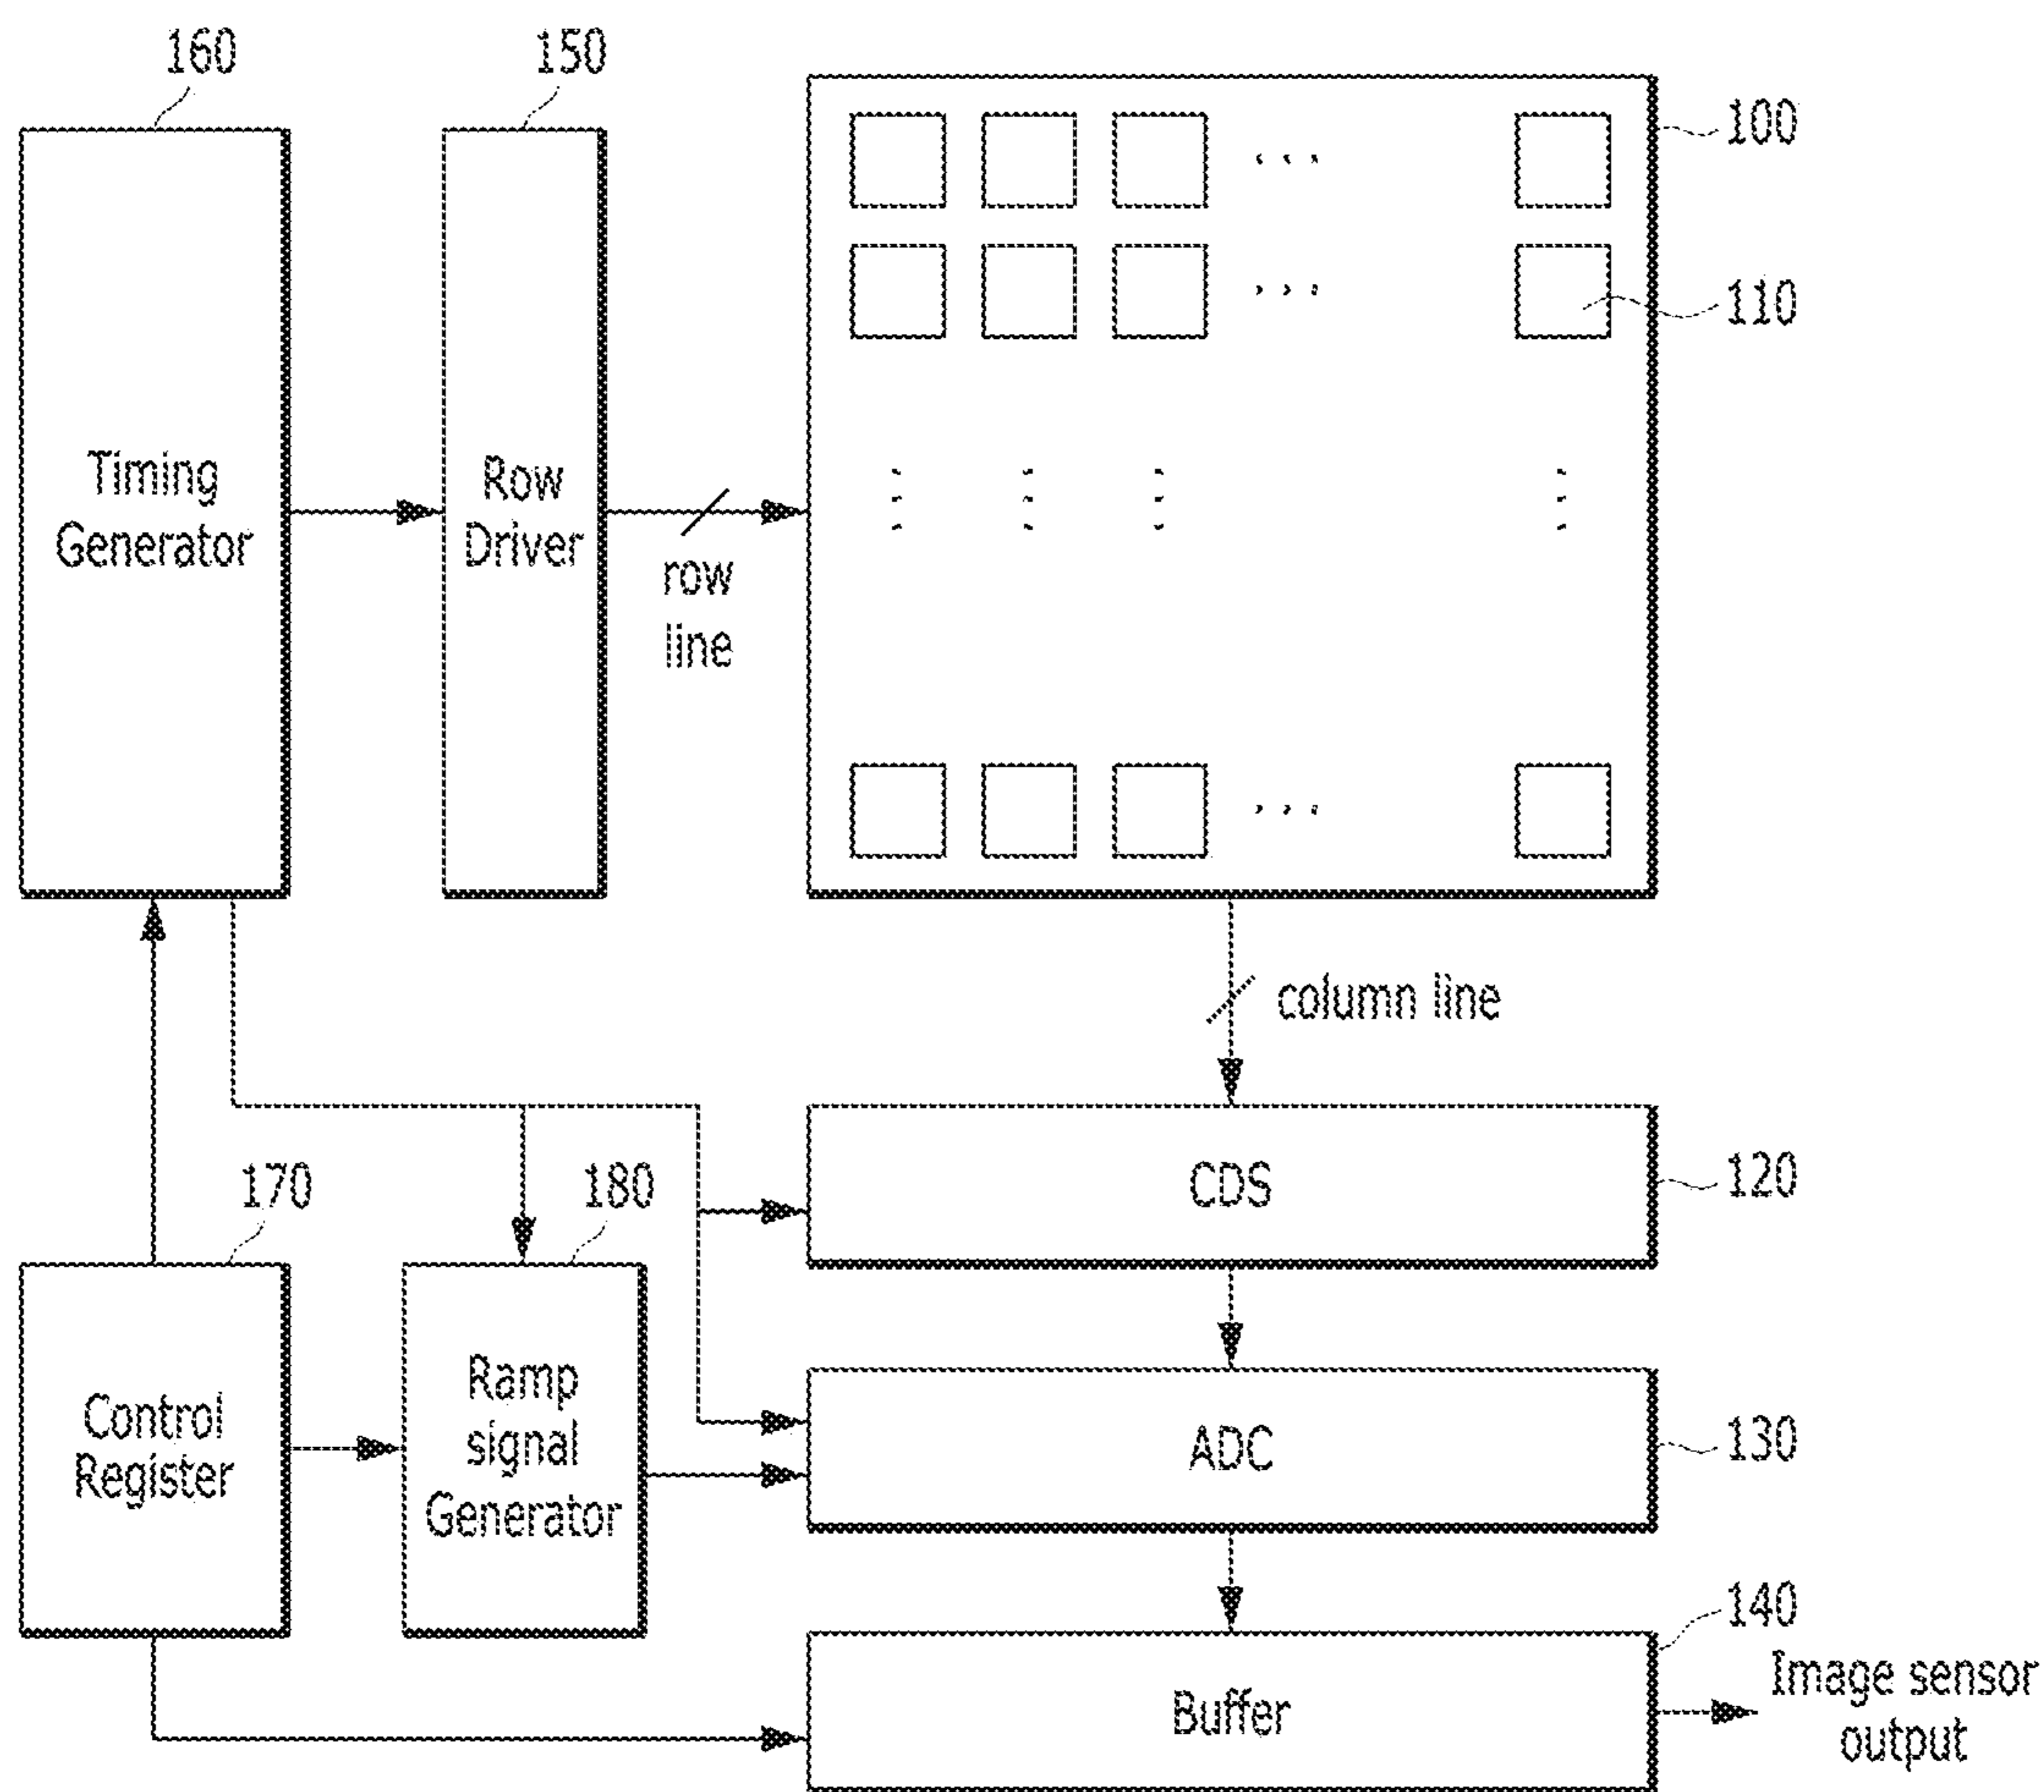 160
150
100
110
Timing
Generator
Row
Driver
row
line
column line
CDS
120
170
180
Control
Register
Ramp
signal
Generator
ADC
130
140
Buffer
Image sensor
output